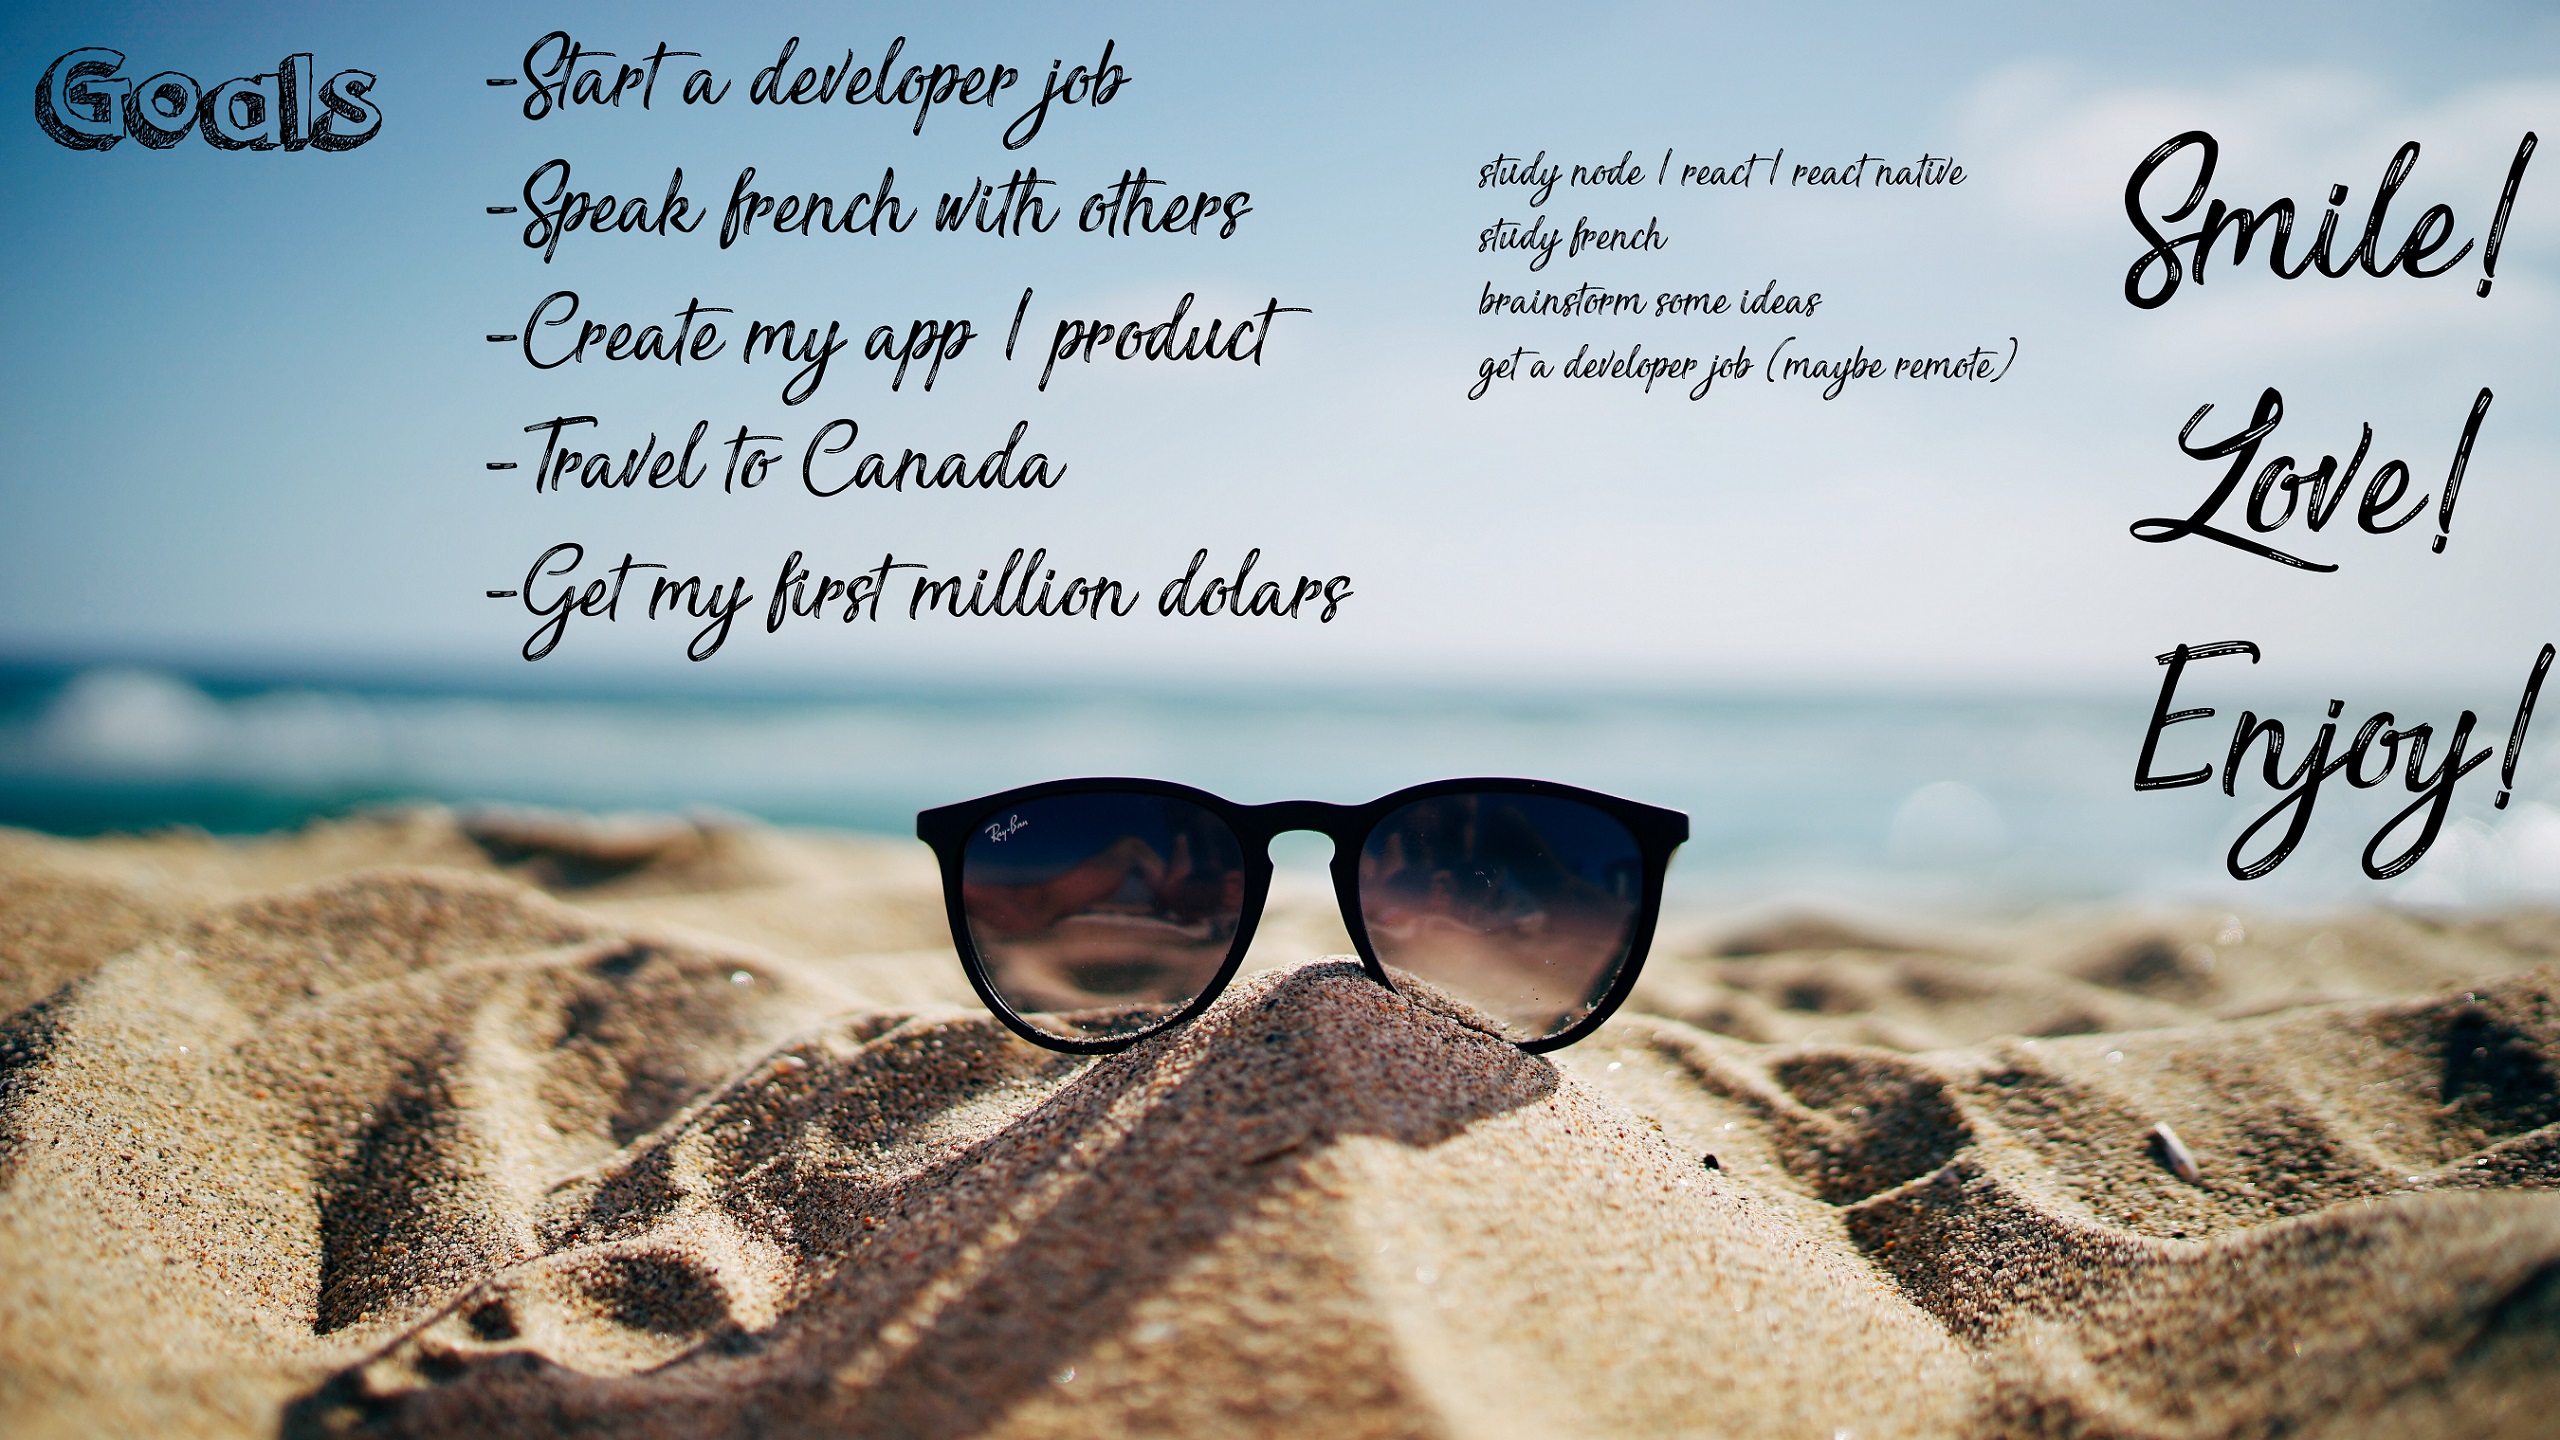 Goals
-Start a developer job
-Speak french with others
-Create my app | product
-Travel to Canada
-Get my first million dolars
study node | react | react native
study french
brainstorm some ideas
get a developer job (maybe remote)
Smile!
Love!
Enjoy!
Ray-Ban